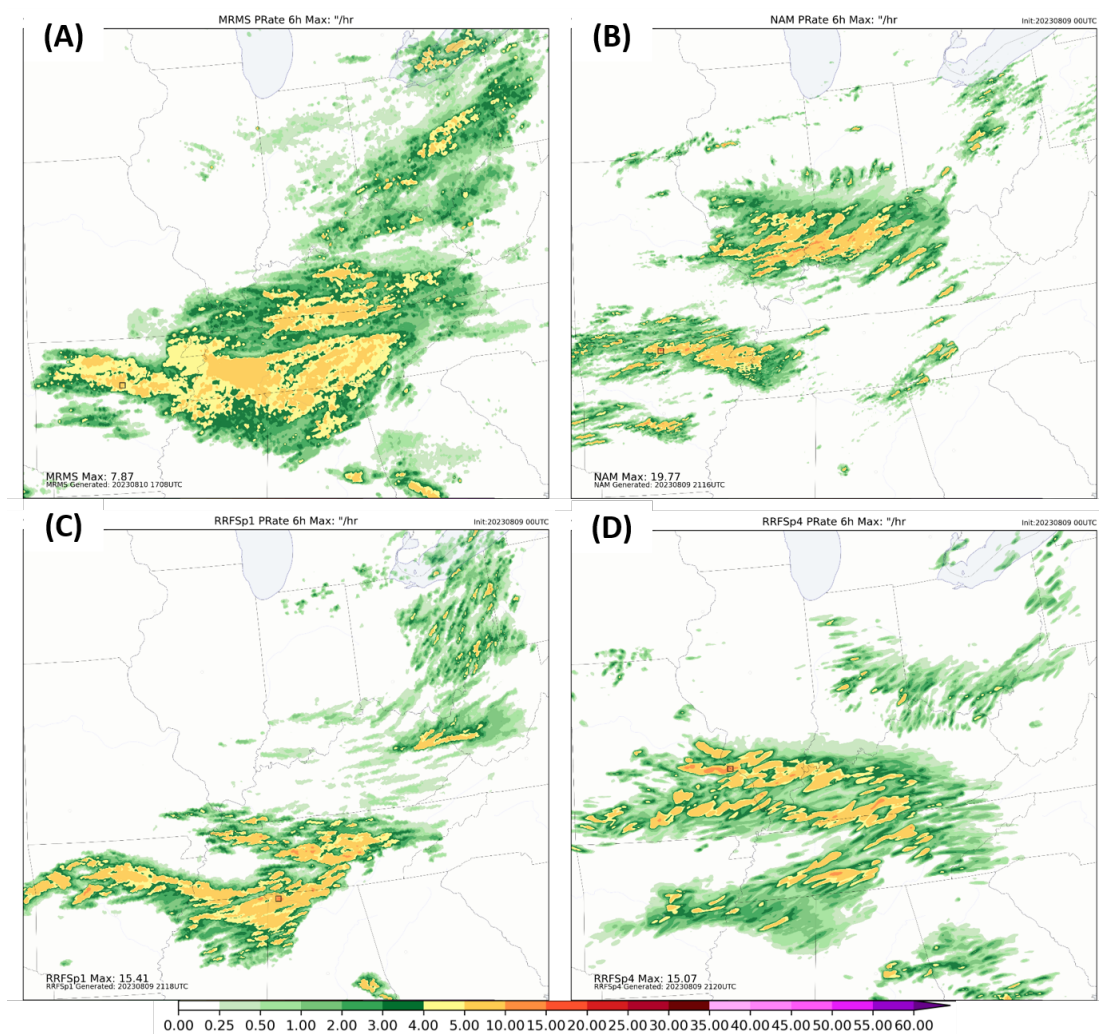 MRMS PRate 6h Max: "/hr
(A)
MRMS Max: 7.87
MRMS Generated: 20230810 1708UTC
NAM PRate 6h Max: "/hr
Init:20230809 00UTC
(B)
NAM Max: 19.77
NAM Generated: 20230809 2116UTC
RRFSp1 PRate 6h Max: "/hr
Init:20230809 00UTC
(C)
RRFSp1 Max: 15.41
RRFSp1 Generated: 20230809 2118UTC
RRFSp4 PRate 6h Max: "/hr
Init:20230809 00UTC
(D)
RRFSp4 Max: 15.07
RRFSp4 Generated: 20230809 2120UTC
0.00 0.25 0.50 1.00 2.00 3.00 4.00 5.00 10.00 15.00 20.00 25.00 30.00 35.00 40.00 45.00 50.00 55.00 60.00